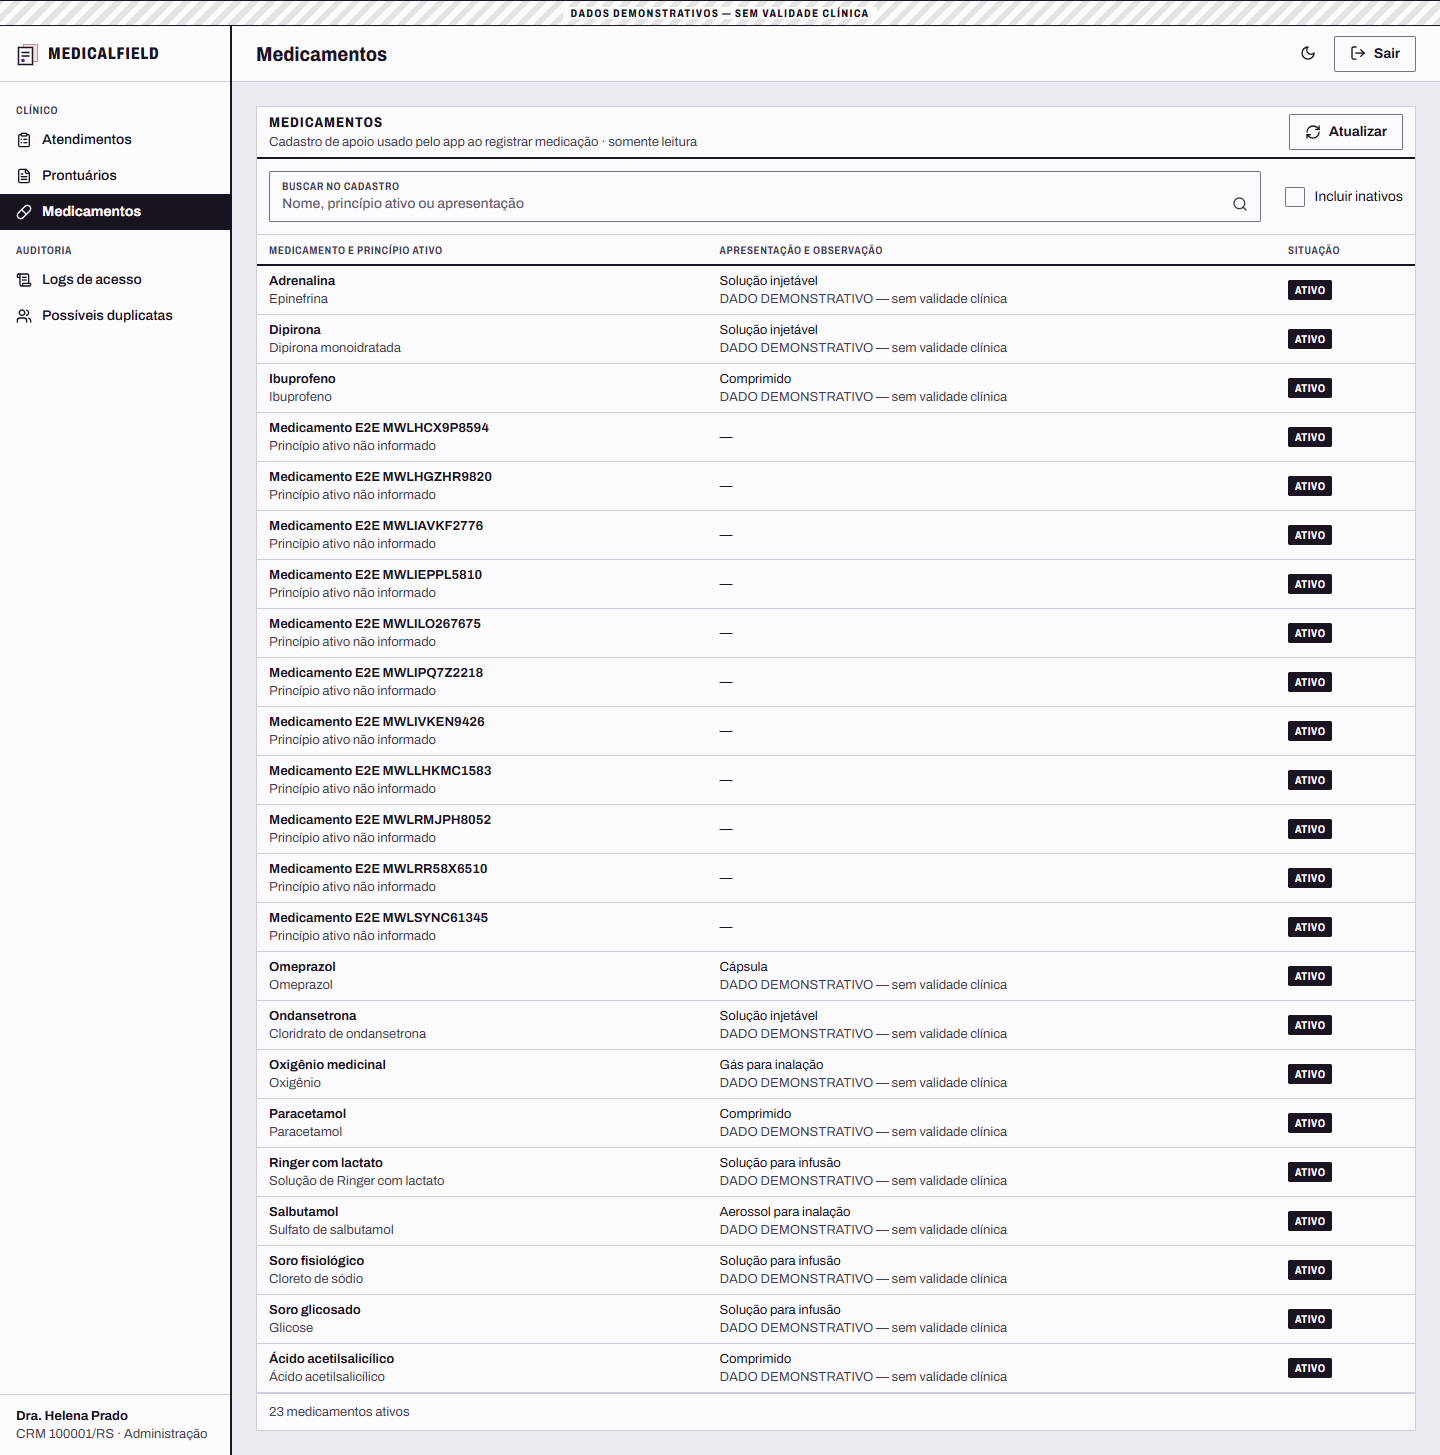 DADOS DEMONSTRATIVOS — SEM VALIDADE CLÍNICA
MEDICALFIELD
CLÍNICO
Atendimentos
Prontuários
Medicamentos
AUDITORIA
Logs de acesso
Possíveis duplicatas
Dra. Helena Prado
CRM 100001/RS · Administração
Medicamentos
Sair
MEDICAMENTOS
Cadastro de apoio usado pelo app ao registrar medicação · somente leitura
Atualizar
BUSCAR NO CADASTRO
Nome, princípio ativo ou apresentação
Incluir inativos
MEDICAMENTO E PRINCÍPIO ATIVO
APRESENTAÇÃO E OBSERVAÇÃO
SITUAÇÃO
Adrenalina
Epinefrina
Solução injetável
DADO DEMONSTRATIVO — sem validade clínica
ATIVO
Dipirona
Dipirona monoidratada
Solução injetável
DADO DEMONSTRATIVO — sem validade clínica
ATIVO
Ibuprofeno
Ibuprofeno
Comprimido
DADO DEMONSTRATIVO — sem validade clínica
ATIVO
Medicamento E2E MWLHCX9P8594
Princípio ativo não informado
—
ATIVO
Medicamento E2E MWLHGZHR9820
Princípio ativo não informado
—
ATIVO
Medicamento E2E MWLIAVKF2776
Princípio ativo não informado
—
ATIVO
Medicamento E2E MWLIEPPL5810
Princípio ativo não informado
—
ATIVO
Medicamento E2E MWLILO267675
Princípio ativo não informado
—
ATIVO
Medicamento E2E MWLIPQ7Z2218
Princípio ativo não informado
—
ATIVO
Medicamento E2E MWLIVKEN9426
Princípio ativo não informado
—
ATIVO
Medicamento E2E MWLLHKMC1583
Princípio ativo não informado
—
ATIVO
Medicamento E2E MWLRMJPH8052
Princípio ativo não informado
—
ATIVO
Medicamento E2E MWLRR58X6510
Princípio ativo não informado
—
ATIVO
Medicamento E2E MWLSYNC61345
Princípio ativo não informado
—
ATIVO
Omeprazol
Omeprazol
Cápsula
DADO DEMONSTRATIVO — sem validade clínica
ATIVO
Ondansetrona
Cloridrato de ondansetrona
Solução injetável
DADO DEMONSTRATIVO — sem validade clínica
ATIVO
Oxigênio medicinal
Oxigênio
Gás para inalação
DADO DEMONSTRATIVO — sem validade clínica
ATIVO
Paracetamol
Paracetamol
Comprimido
DADO DEMONSTRATIVO — sem validade clínica
ATIVO
Ringer com lactato
Solução de Ringer com lactato
Solução para infusão
DADO DEMONSTRATIVO — sem validade clínica
ATIVO
Salbutamol
Sulfato de salbutamol
Aerossol para inalação
DADO DEMONSTRATIVO — sem validade clínica
ATIVO
Soro fisiológico
Cloreto de sódio
Solução para infusão
DADO DEMONSTRATIVO — sem validade clínica
ATIVO
Soro glicosado
Glicose
Solução para infusão
DADO DEMONSTRATIVO — sem validade clínica
ATIVO
Ácido acetilsalicílico
Ácido acetilsalicílico
Comprimido
DADO DEMONSTRATIVO — sem validade clínica
ATIVO
23 medicamentos ativos